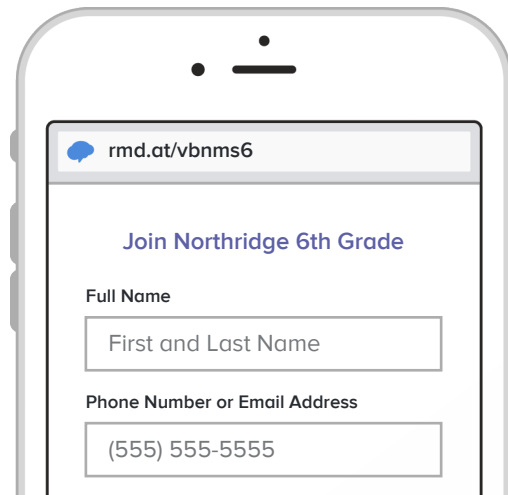 rmd.at/vbnms6
Join Northridge 6th Grade
Full Name
First and Last Name
Phone Number or Email Address
(555) 555-5555